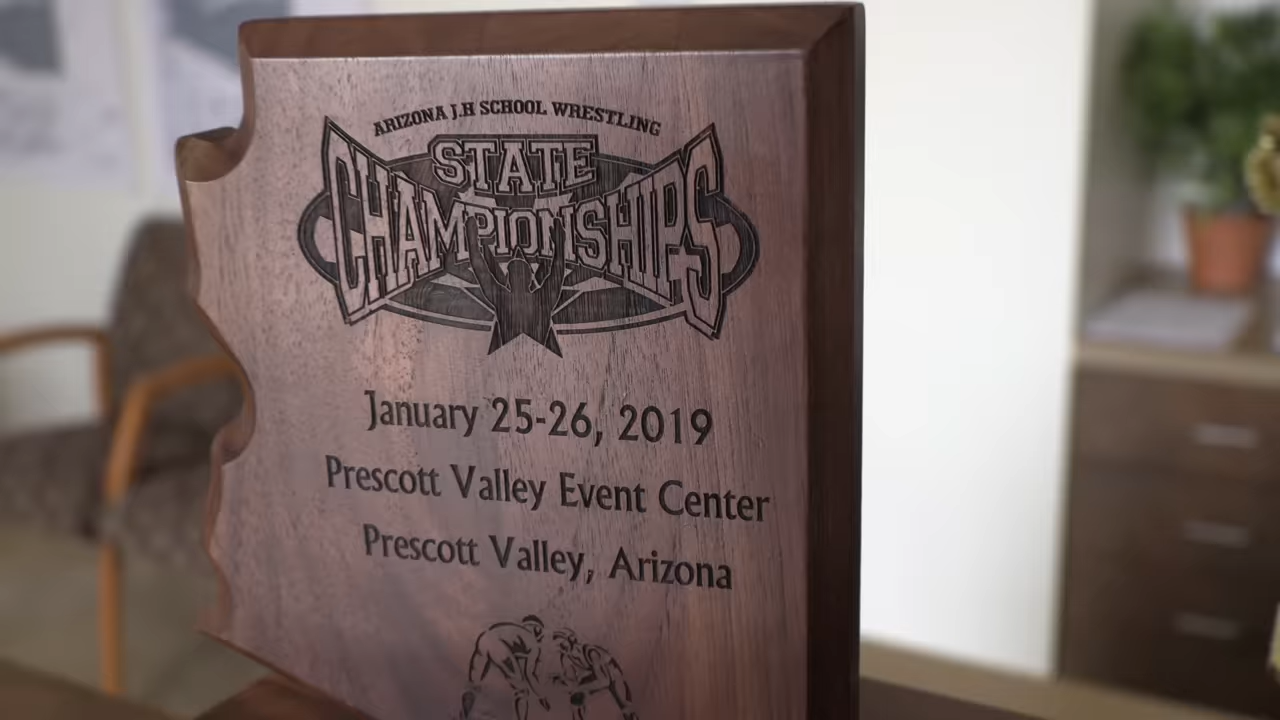 ARIZONA J.H SCHOOL WRESTLING
STATE
CHAMPIONSHIPS
January 25-26, 2019
Prescott Valley Event Center
Prescott Valley, Arizona